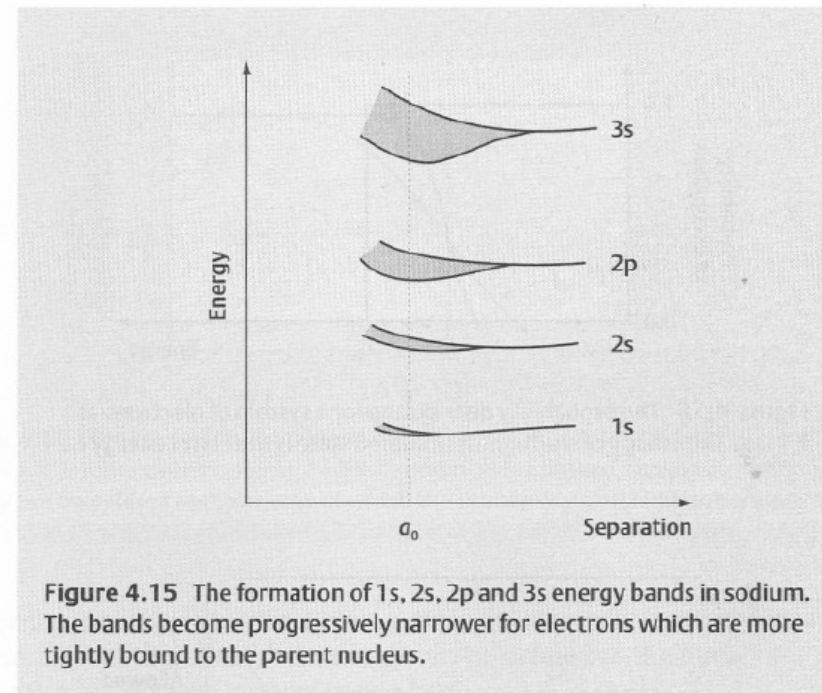 3s
2p
Energy
2s
1s
a₀
Separation
Figure 4.15 The formation of 1s, 2s, 2p and 3s energy bands in sodium.
The bands become progressively narrower for electrons which are more
tightly bound to the parent nucleus.